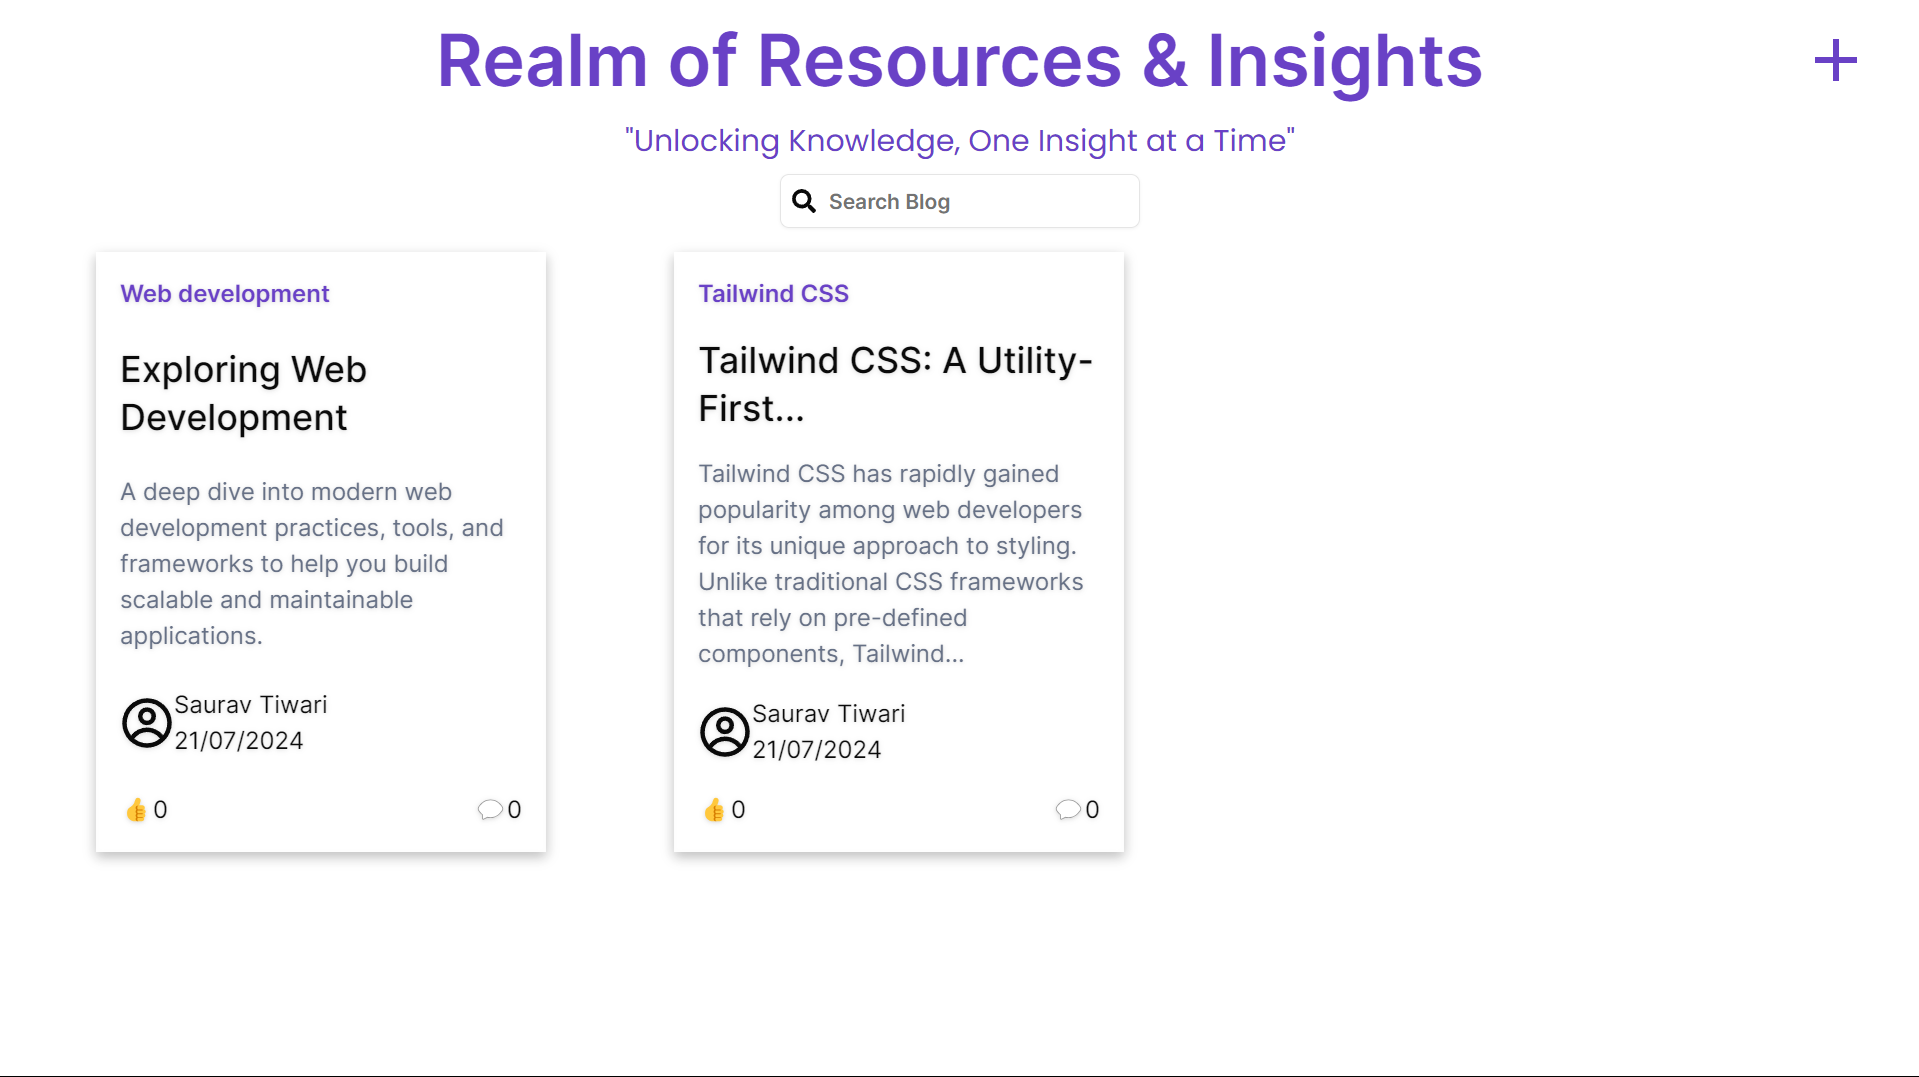 Realm of Resources & Insights
"Unlocking Knowledge, One Insight at a Time"
Search Blog
Web development
Exploring Web
Development
A deep dive into modern web
development practices, tools, and
frameworks to help you build
scalable and maintainable
applications.
Saurav Tiwari
21/07/2024
0
0
Tailwind CSS
Tailwind CSS: A Utility-
First...
Tailwind CSS has rapidly gained
popularity among web developers
for its unique approach to styling.
Unlike traditional CSS frameworks
that rely on pre-defined
components, Tailwind...
Saurav Tiwari
21/07/2024
0
0